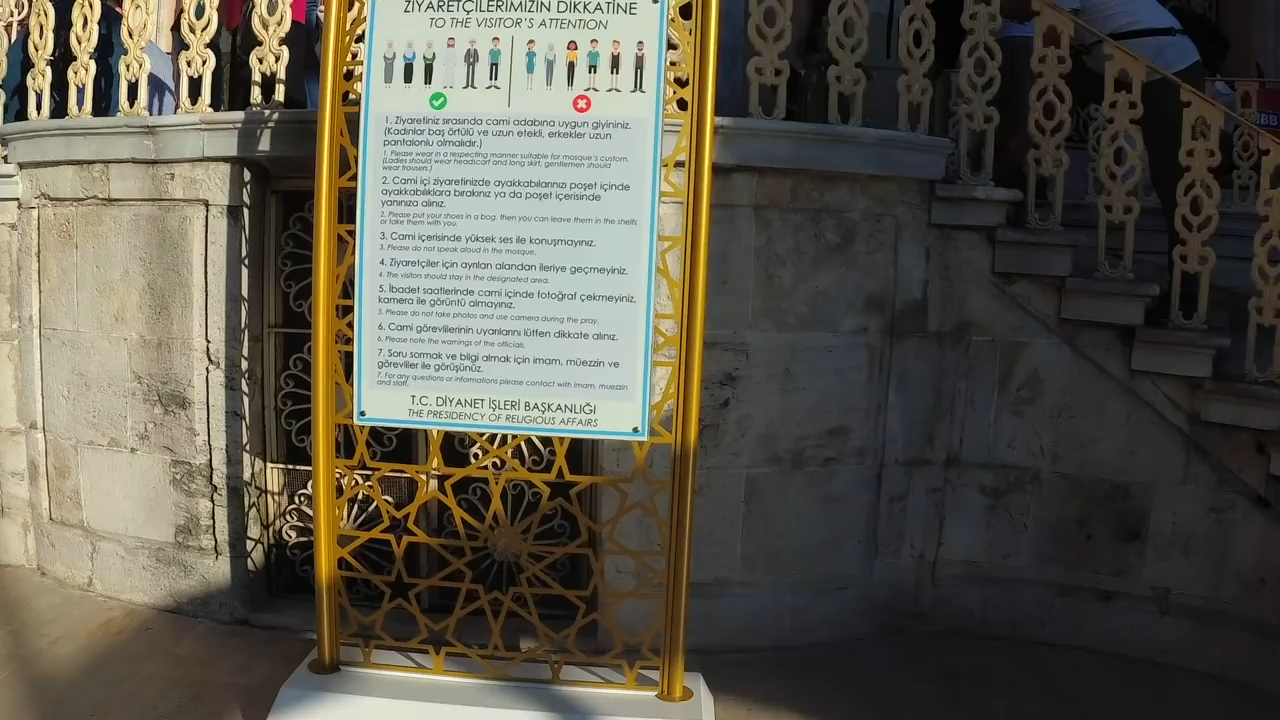 ZİYARETÇİLERİMİZİN DİKKATİNE
TO THE VISITOR'S ATTENTION
1. Ziyaretiniz sırasında cami adabına uygun giyininiz.
(Kadınlar baş örtülü ve uzun etekli, erkekler uzun
pantalonlu olmalıdır.)
1. Please wear in a respecting manner suitable for mosque's custom.
(Ladies should wear headscarf and long skirt, gentlemen should
wear trousers.)
2. Cami içi ziyaretinizde ayakkabılarınızı poşet içinde
ayakkabılıklara bırakınız ya da poşet içerisinde
yanınıza alınız.
2. Please put your shoes in a bag, then you can leave them in the shelfs
or take them with you.
3. Cami içerisinde yüksek ses ile konuşmayınız.
3. Please do not speak aloud in the mosque.
4. Ziyaretçiler için ayrılan alandan ileriye geçmeyiniz.
4. The visitors should stay in the designated area.
5. İbadet saatlerinde cami içinde fotoğraf çekmeyiniz,
kamera ile görüntü almayınız.
5. Please do not take photos and use camera during the pray.
6. Cami görevlilerinin uyarılarını lütfen dikkate alınız.
6. Please note the warnings of the officials.
7. Soru sormak ve bilgi almak için imam, müezzin ve
görevliler ile görüşünüz.
7. For any questions or informations please contact with imam, muezzin
and staff.
T.C. DİYANET İŞLERİ BAŞKANLIĞI
THE PRESIDENCY OF RELIGIOUS AFFAIRS